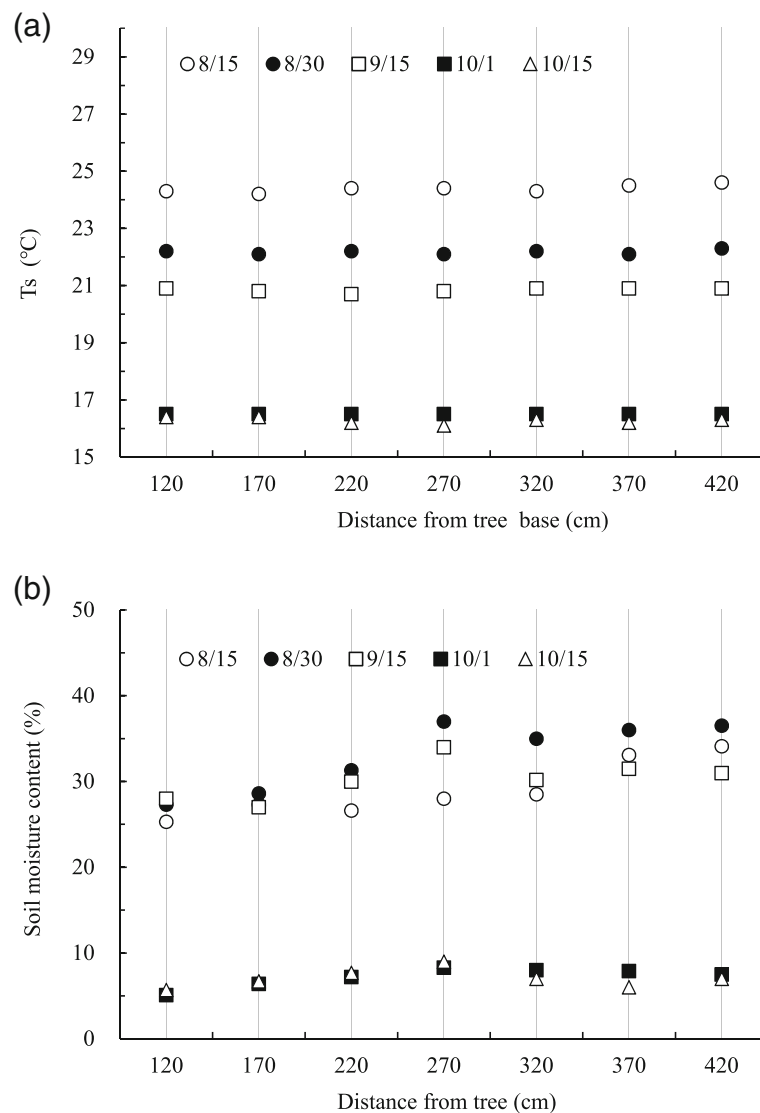 (a)
29
27
25
23
21
19
17
15
Ts (°C)
8/15 8/30 9/15 10/1 10/15
120 170 220 270 320 370 420
Distance from tree base (cm)
(b)
50
40
30
20
10
0
Soil moisture content (%)
8/15 8/30 9/15 10/1 10/15
120 170 220 270 320 370 420
Distance from tree (cm)